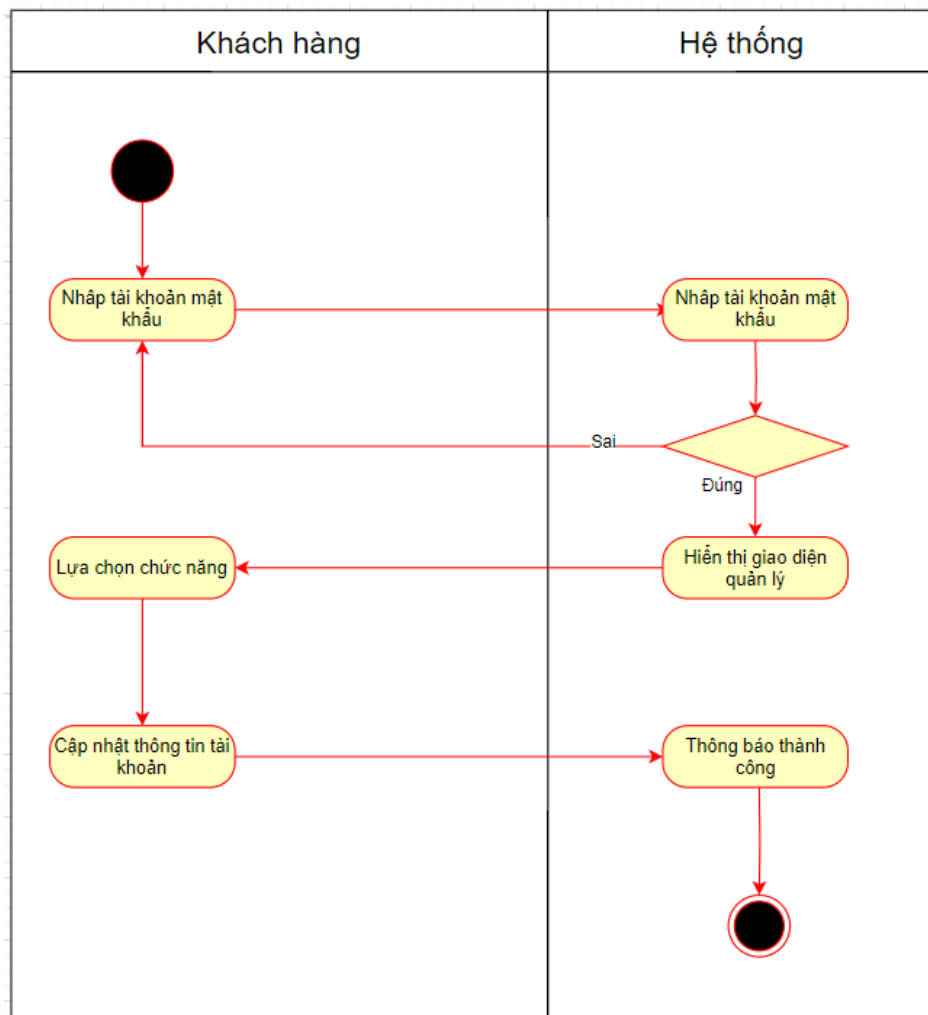 Khách hàng
Hệ thống
Nhâp tài khoản mật
khẩu
Nhâp tài khoản mật
khẩu
Sai
Đúng
Lựa chọn chức năng
Hiển thị giao diện
quản lý
Cập nhật thông tin tài
khoản
Thông báo thành
công